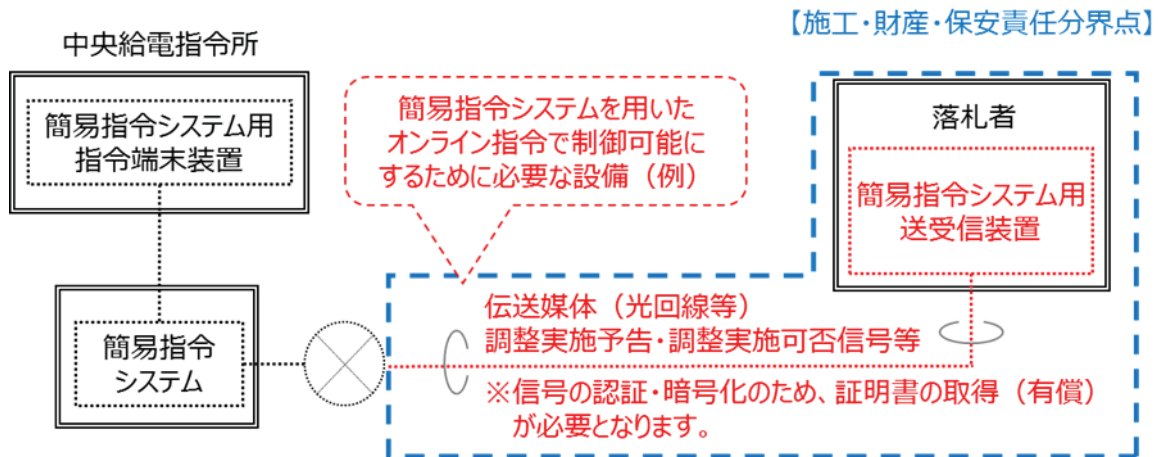 【施工・財産・保安責任分界点】
中央給電指令所
簡易指令システム用
指令端末装置
簡易指令システムを用いた
オンライン指令で制御可能に
するために必要な設備（例）
落札者
簡易指令システム用
送受信装置
簡易指令
システム
伝送媒体（光回線等）
調整実施予告・調整実施可否信号等
※信号の認証・暗号化のため、証明書の取得（有償）
が必要となります。